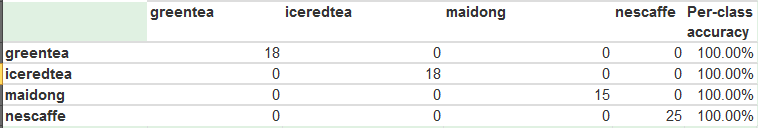 greentea iceredtea maidong nescaffe Per-class
accuracy
greentea 18 0 0 0 100.00%
iceredtea 0 18 0 0 100.00%
maidong 0 0 15 0 100.00%
nescaffe 0 0 0 25 100.00%